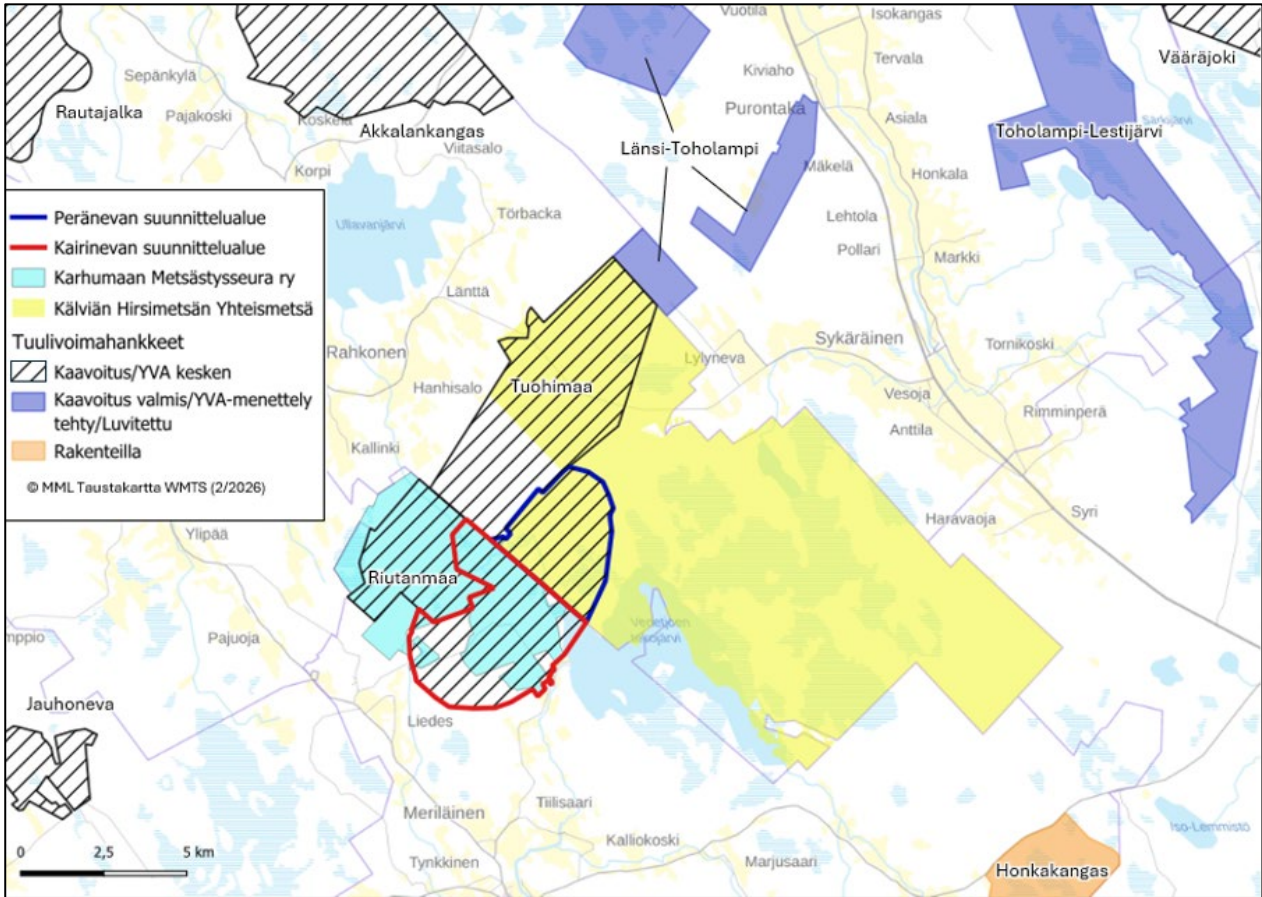 Vuotila
Isokangas
Tervala
Vääräjoki
Sepänkylä
Kiviaho
Rautajalka
Pajakoski
Koskela
Purontaka
Asiala
Akkalankangas
Toholampi-Lestijärvi
Särkijärvi
Viitasalo
Länsi-Toholampi
Korpi
Mäkelä
Honkala
Peränevan suunnittelualue
Kairinevan suunnittelualue
Karhumaan Metsästysseura ry
Kälviän Hirsimetsän Yhteismetsä
Tuulivoimahankkeet
Kaavoitus/YVA kesken
Kaavoitus valmis/YVA-menettely
tehty/Luvitettu
Rakenteilla
© MML Taustakartta WMTS (2/2026)
Törbacka
Lehtola
Ullavanjärvi
Pollari
Markki
Länttä
Rahkonen
Sykäräinen
Tornikoski
Lylyneva
Hanhisalo
Tuohimaa
Vesoja
Rimminperä
Anttila
Kallinki
Haravaoja
Syri
Ylipää
Riutanmaa
Pajuoja
Jauhoneva
Liedes
Meriläinen
Tiilisaari
Kalliokoski
Iso-Lemmistö
Tynkkinen
Marjusaari
Honkakangas
0 2,5 5 km